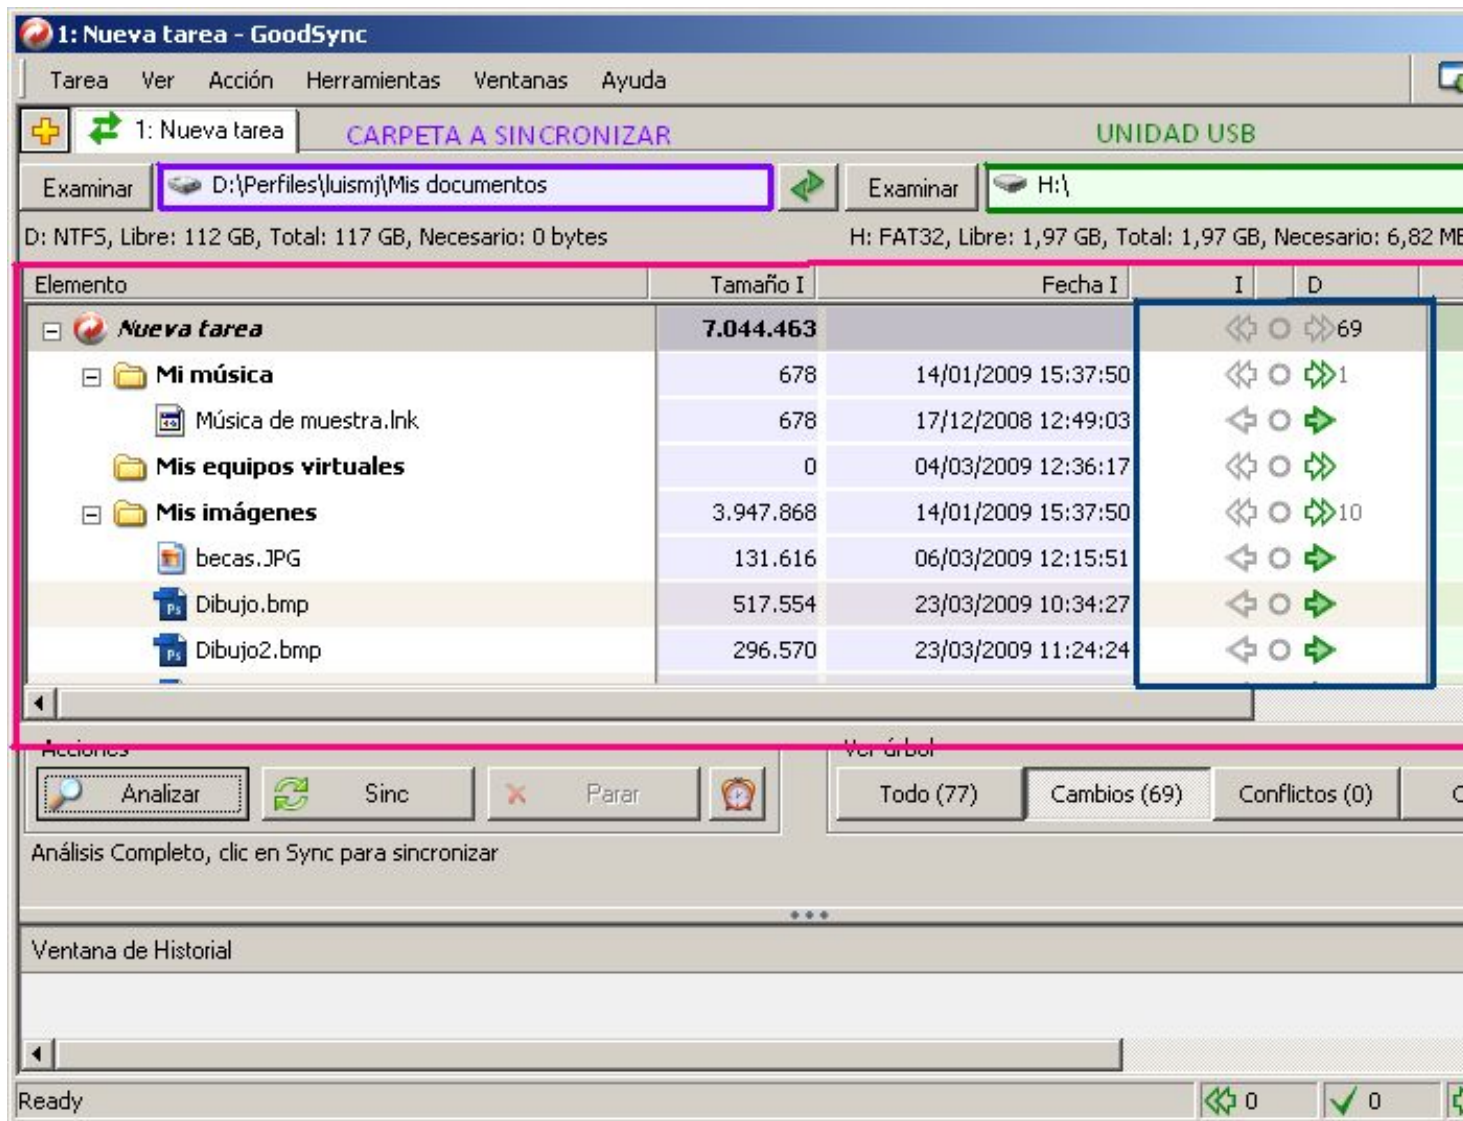 1: Nueva tarea - GoodSync
Tarea Ver Acción Herramientas Ventanas Ayuda
1: Nueva tarea CARPETA A SINCRONIZAR UNIDAD USB
Examinar D:\Perfiles\luismj\Mis documentos Examinar H:\
D: NTFS, Libre: 112 GB, Total: 117 GB, Necesario: 0 bytes H: FAT32, Libre: 1,97 GB, Total: 1,97 GB, Necesario: 6,82 MB
Elemento Tamaño I Fecha I I D
Nueva tarea 7.044.463 69
Mi música 678 14/01/2009 15:37:50 1
Música de muestra.lnk 678 17/12/2008 12:49:03
Mis equipos virtuales 0 04/03/2009 12:36:17
Mis imágenes 3.947.868 14/01/2009 15:37:50 10
becas.JPG 131.616 06/03/2009 12:15:51
Dibujo.bmp 517.554 23/03/2009 10:34:27
Dibujo2.bmp 296.570 23/03/2009 11:24:24
Acciones Ver árbol
Analizar Sinc Parar Todo (77) Cambios (69) Conflictos (0)
Análisis Completo, clic en Sync para sincronizar
Ventana de Historial
Ready 0 0